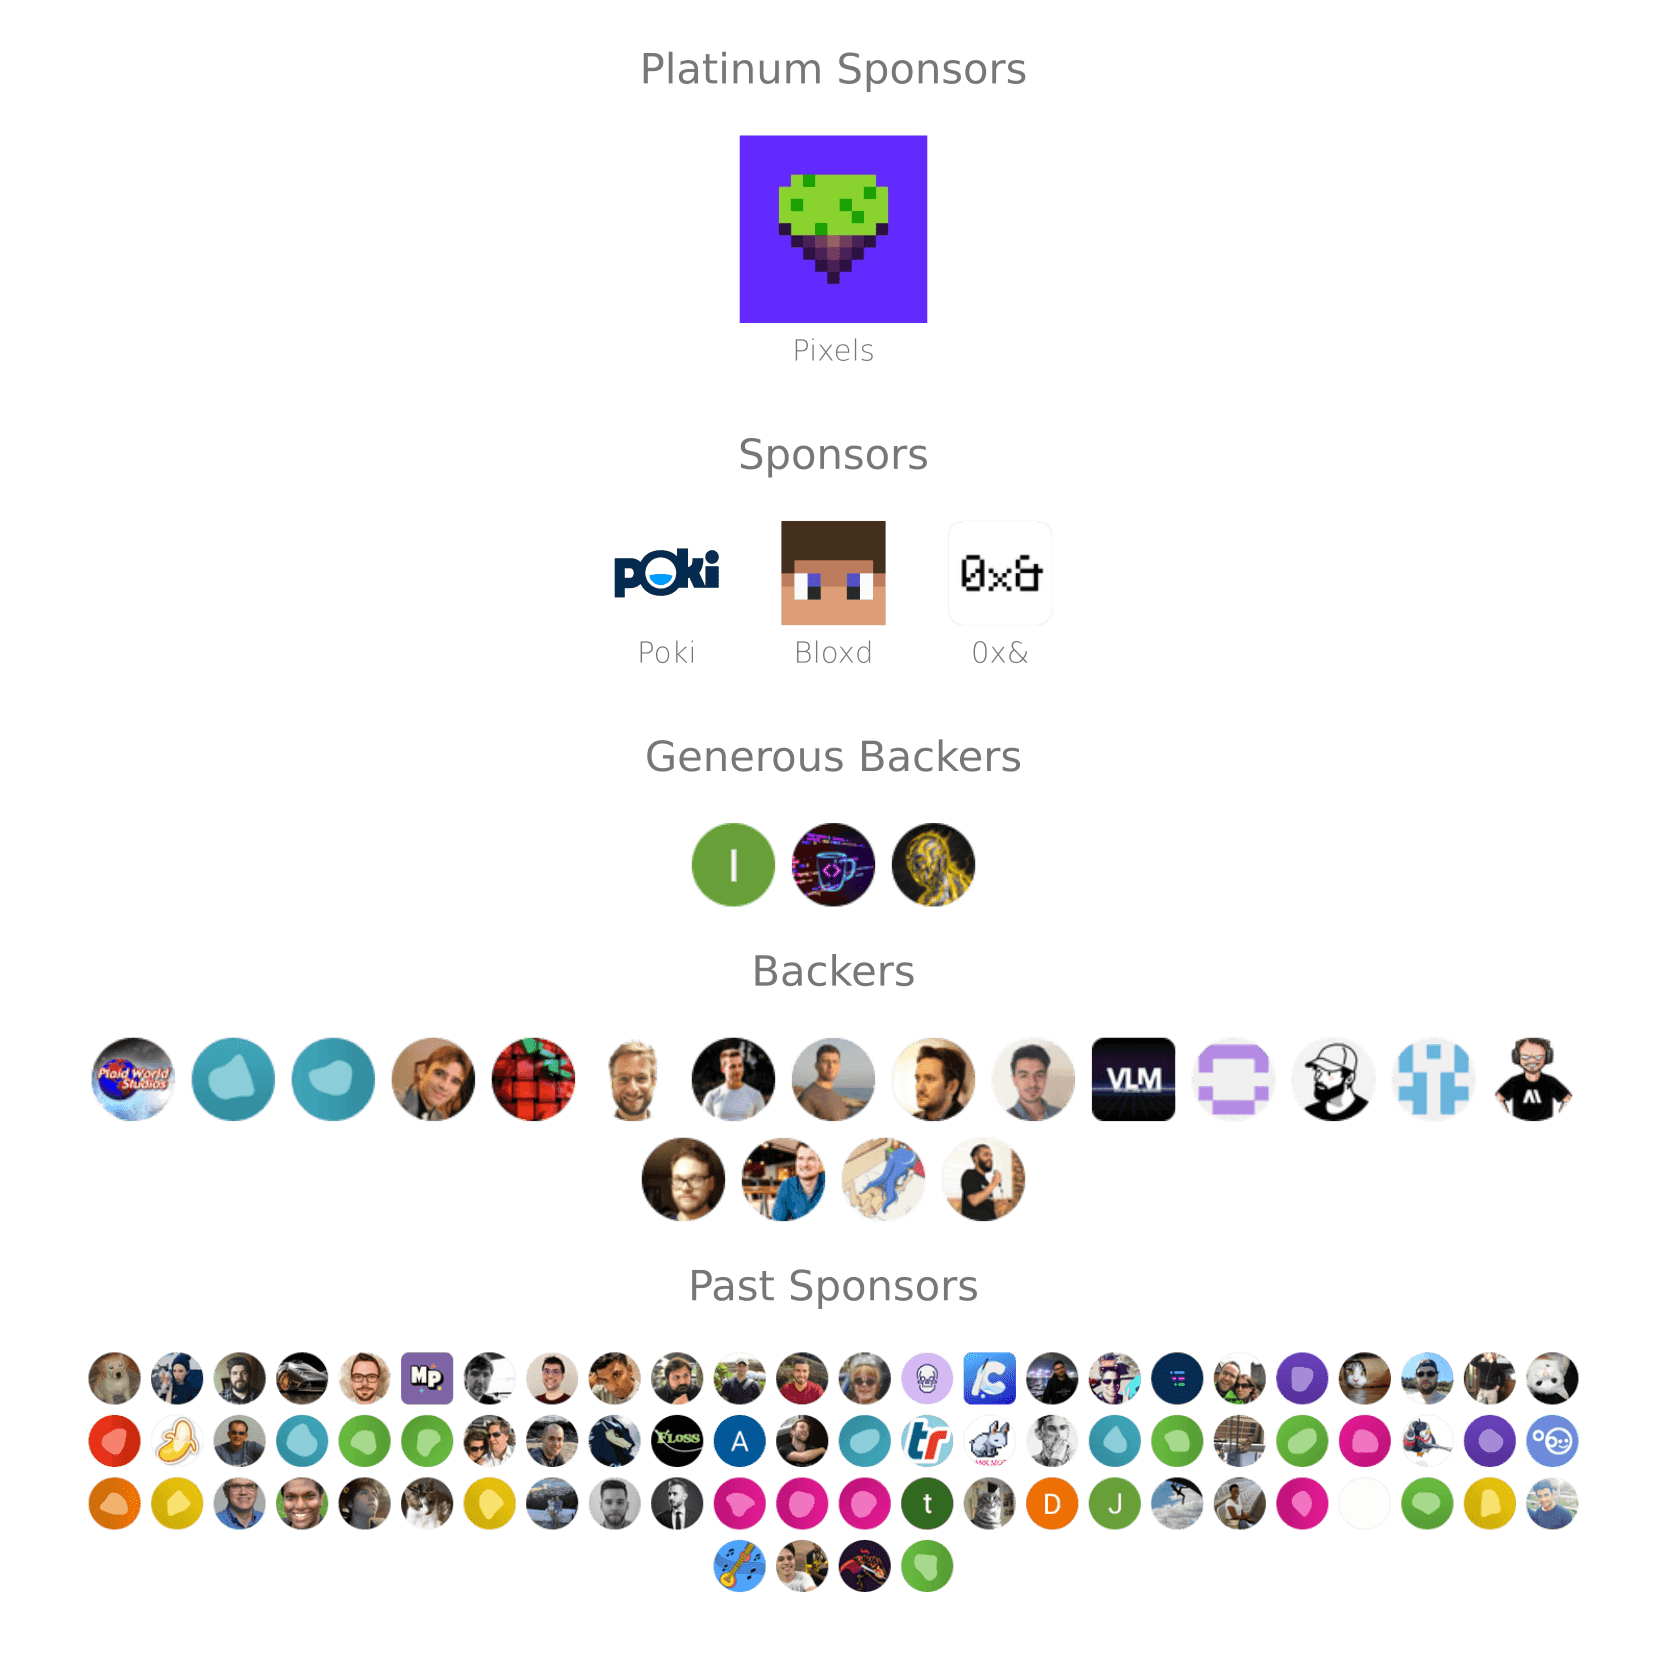 Platinum Sponsors
Pixels
Sponsors
poki
0x&
Poki
Bloxd
0x&
Generous Backers
I
<>
Backers
Plaid World
Studios
VLM
Past Sponsors
MP
C
FLOSS
A
tr
t
D
J